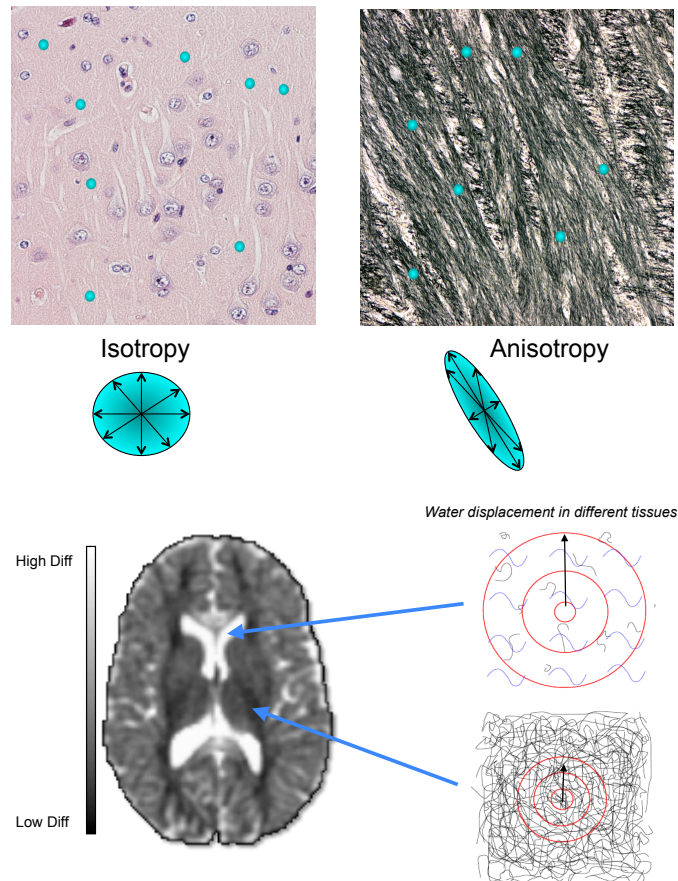 Isotropy
Anisotropy
Water displacement in different tissues
High Diff
Low Diff